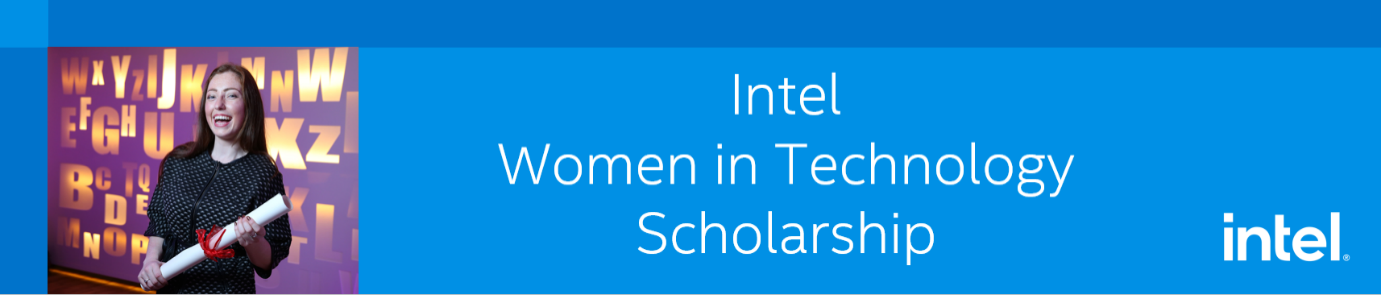 Intel
Women in Technology
Scholarship
intel.
W X Y Z I J K M N W
E F G H U K X Z
B C T Q K
D E L
M N O P T L